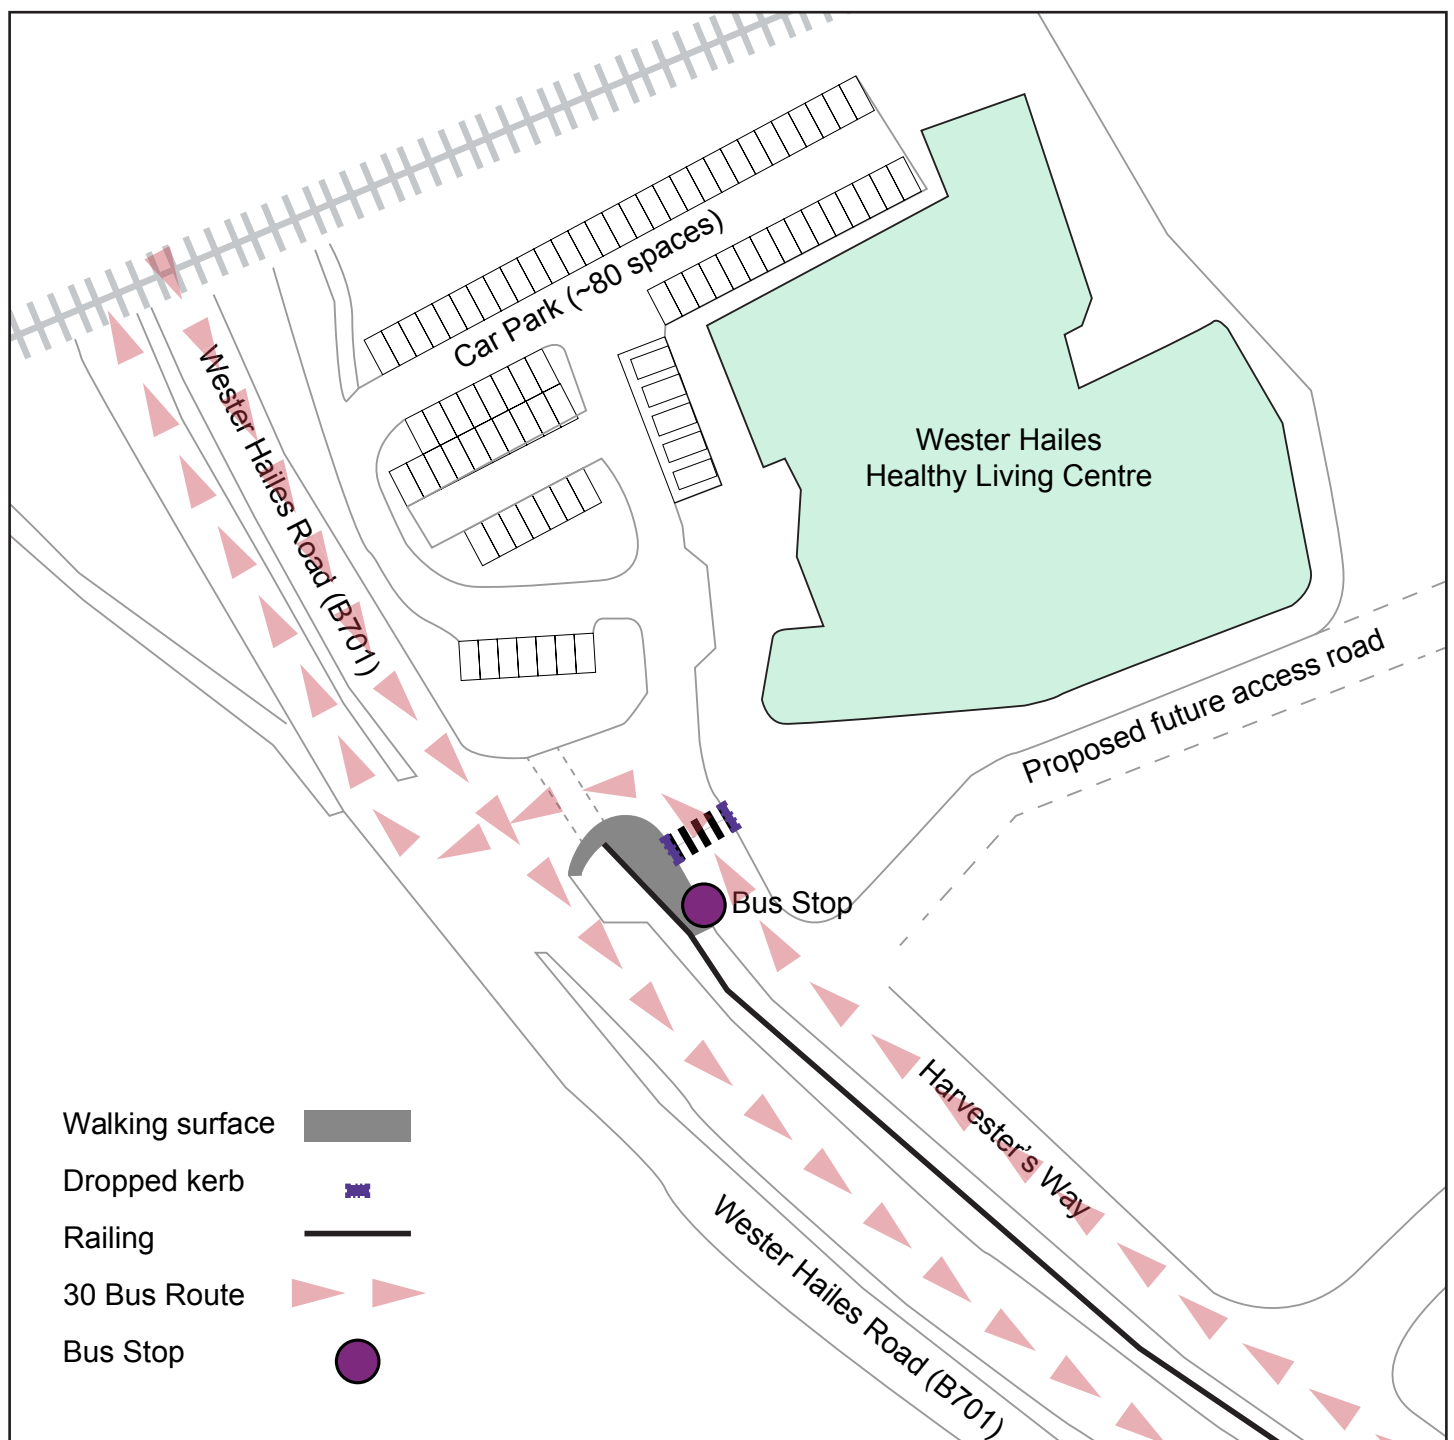 Car Park (~80 spaces)
Wester Hailes Road (B701)
Wester Hailes
Healthy Living Centre
Proposed future access road
Bus Stop
Harvester's Way
Wester Hailes Road (B701)
Walking surface
Dropped kerb
Railing
30 Bus Route
Bus Stop